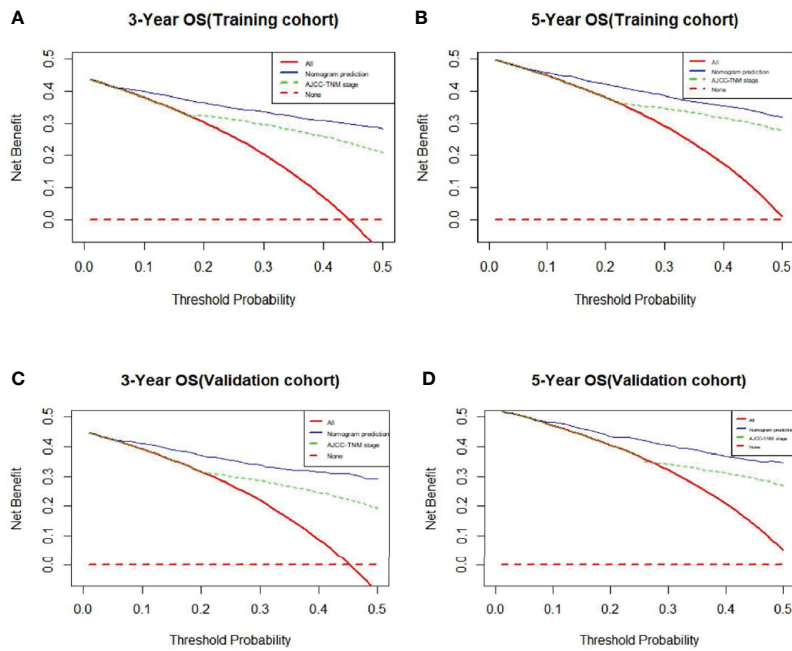 A
3-Year OS(Training cohort)
Net Benefit
0.5
0.4
0.3
0.2
0.1
0.0
All
Nomogram prediction
AJCC-TNM stage
None
0.0 0.1 0.2 0.3 0.4 0.5
Threshold Probability
B
5-Year OS(Training cohort)
Net Benefit
0.5
0.4
0.3
0.2
0.1
0.0
All
Nomogram prediction
AJCC-TNM stage
None
0.0 0.1 0.2 0.3 0.4 0.5
Threshold Probability
C
3-Year OS(Validation cohort)
Net Benefit
0.5
0.4
0.3
0.2
0.1
0.0
All
Nomogram prediction
AJCC-TNM stage
None
0.0 0.1 0.2 0.3 0.4 0.5
Threshold Probability
D
5-Year OS(Validation cohort)
Net Benefit
0.5
0.4
0.3
0.2
0.1
0.0
All
Nomogram prediction
AJCC-TNM stage
None
0.0 0.1 0.2 0.3 0.4 0.5
Threshold Probability